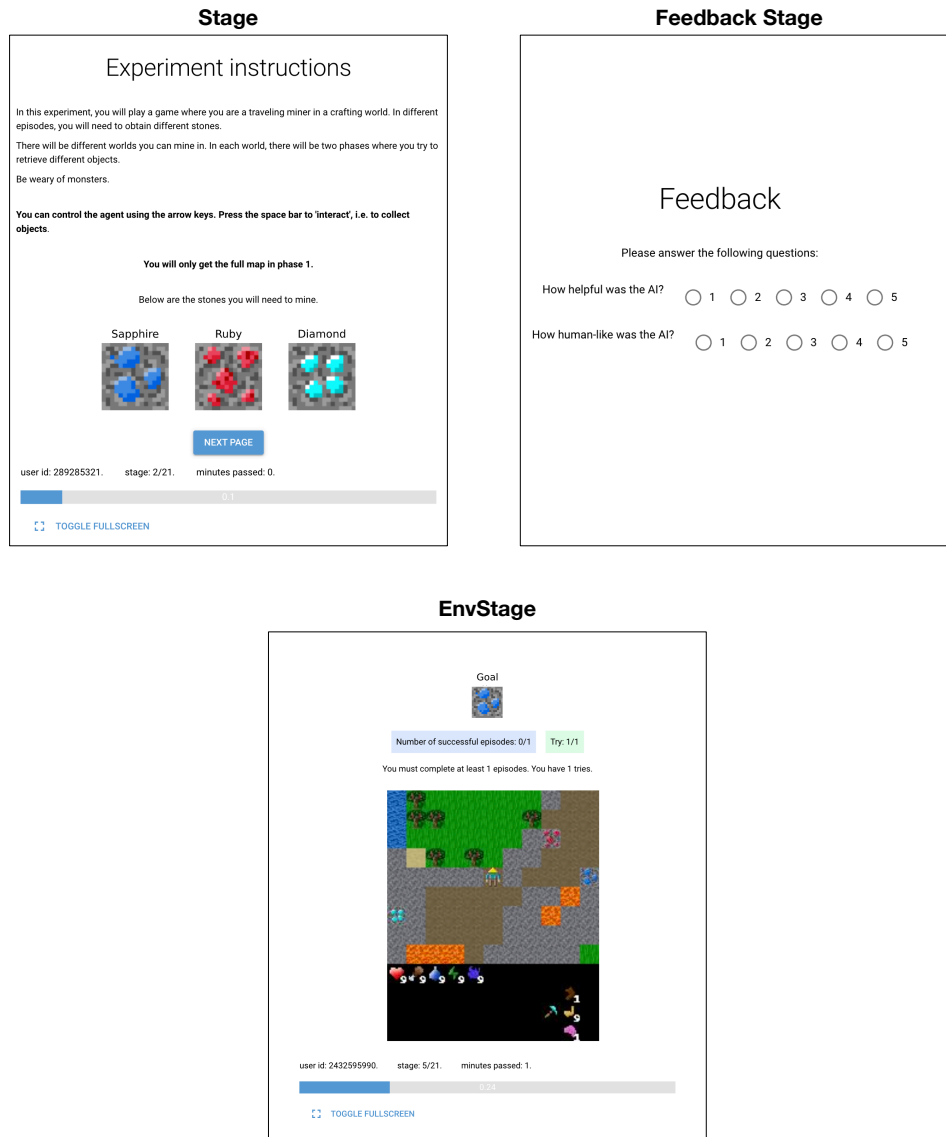 Stage
Experiment instructions
In this experiment, you will play a game where you are a traveling miner in a crafting world. In different
episodes, you will need to obtain different stones.
There will be different worlds you can mine in. In each world, there will be two phases where you try to
retrieve different objects.
Be weary of monsters.
You can control the agent using the arrow keys. Press the space bar to 'interact', i.e. to collect
objects.
You will only get the full map in phase 1.
Below are the stones you will need to mine.
Sapphire Ruby Diamond
NEXT PAGE
user id: 289285321. stage: 2/21. minutes passed: 0.
0.1
TOGGLE FULLSCREEN
Feedback Stage
Feedback
Please answer the following questions:
How helpful was the AI? 1 2 3 4 5
How human-like was the AI? 1 2 3 4 5
EnvStage
Goal
Number of successful episodes: 0/1 Try: 1/1
You must complete at least 1 episodes. You have 1 tries.
9 9 9 9 9
1
9
1
user id: 2432595990. stage: 5/21. minutes passed: 1.
0.24
TOGGLE FULLSCREEN